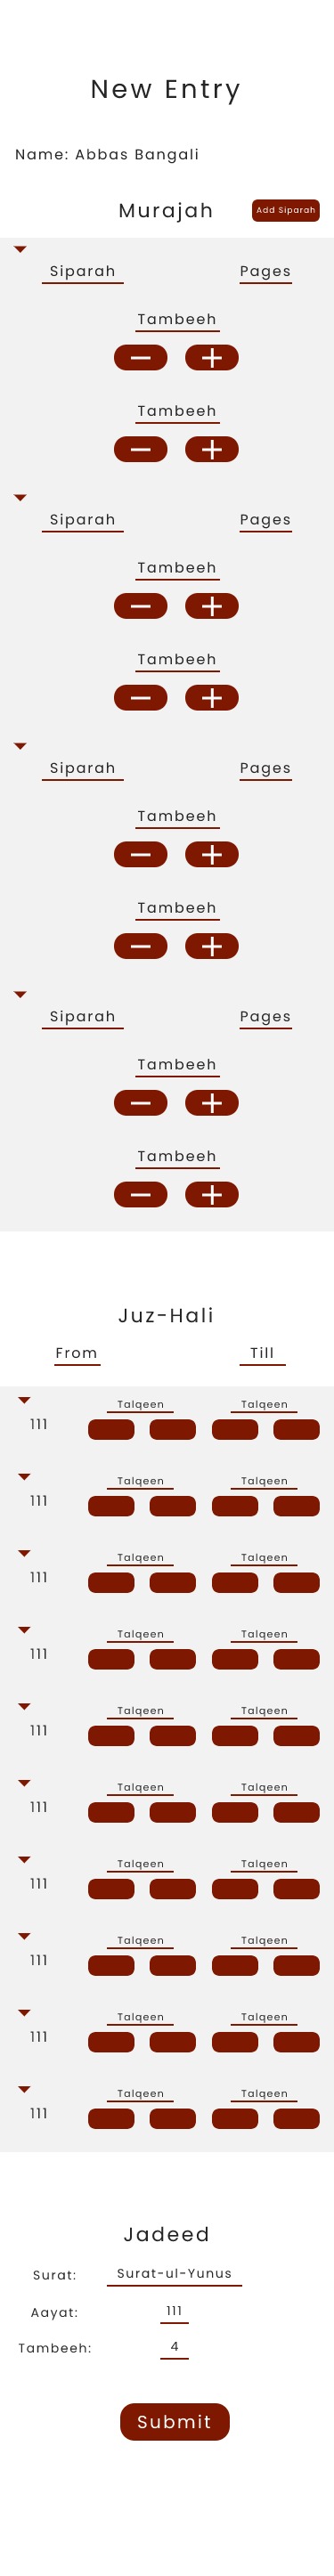 New Entry
Name: Abbas Bangali
Murajah Add Siparah
Siparah Pages
Tambeeh
Tambeeh
Siparah Pages
Tambeeh
Tambeeh
Siparah Pages
Tambeeh
Tambeeh
Siparah Pages
Tambeeh
Tambeeh
Juz-Hali
From Till
Talqeen Talqeen
111
Talqeen Talqeen
111
Talqeen Talqeen
111
Talqeen Talqeen
111
Talqeen Talqeen
111
Talqeen Talqeen
111
Talqeen Talqeen
111
Talqeen Talqeen
111
Talqeen Talqeen
111
Talqeen Talqeen
111
Jadeed
Surat: Surat-ul-Yunus
Aayat: 111
Tambeeh: 4
Submit